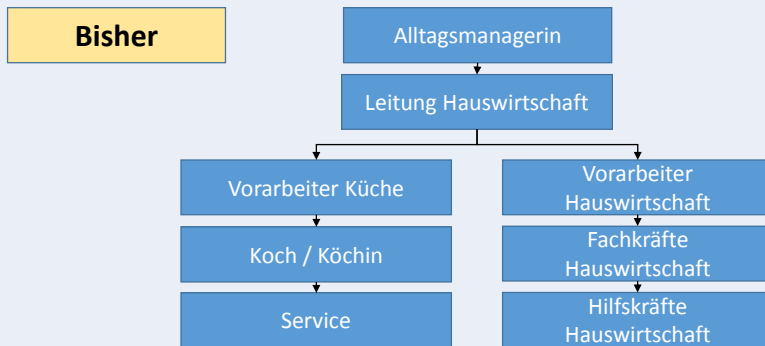 Bisher
Alltagsmanagerin
Leitung Hauswirtschaft
Vorarbeiter Küche
Vorarbeiter
Hauswirtschaft
Koch / Köchin
Fachkräfte
Hauswirtschaft
Service
Hilfskräfte
Hauswirtschaft